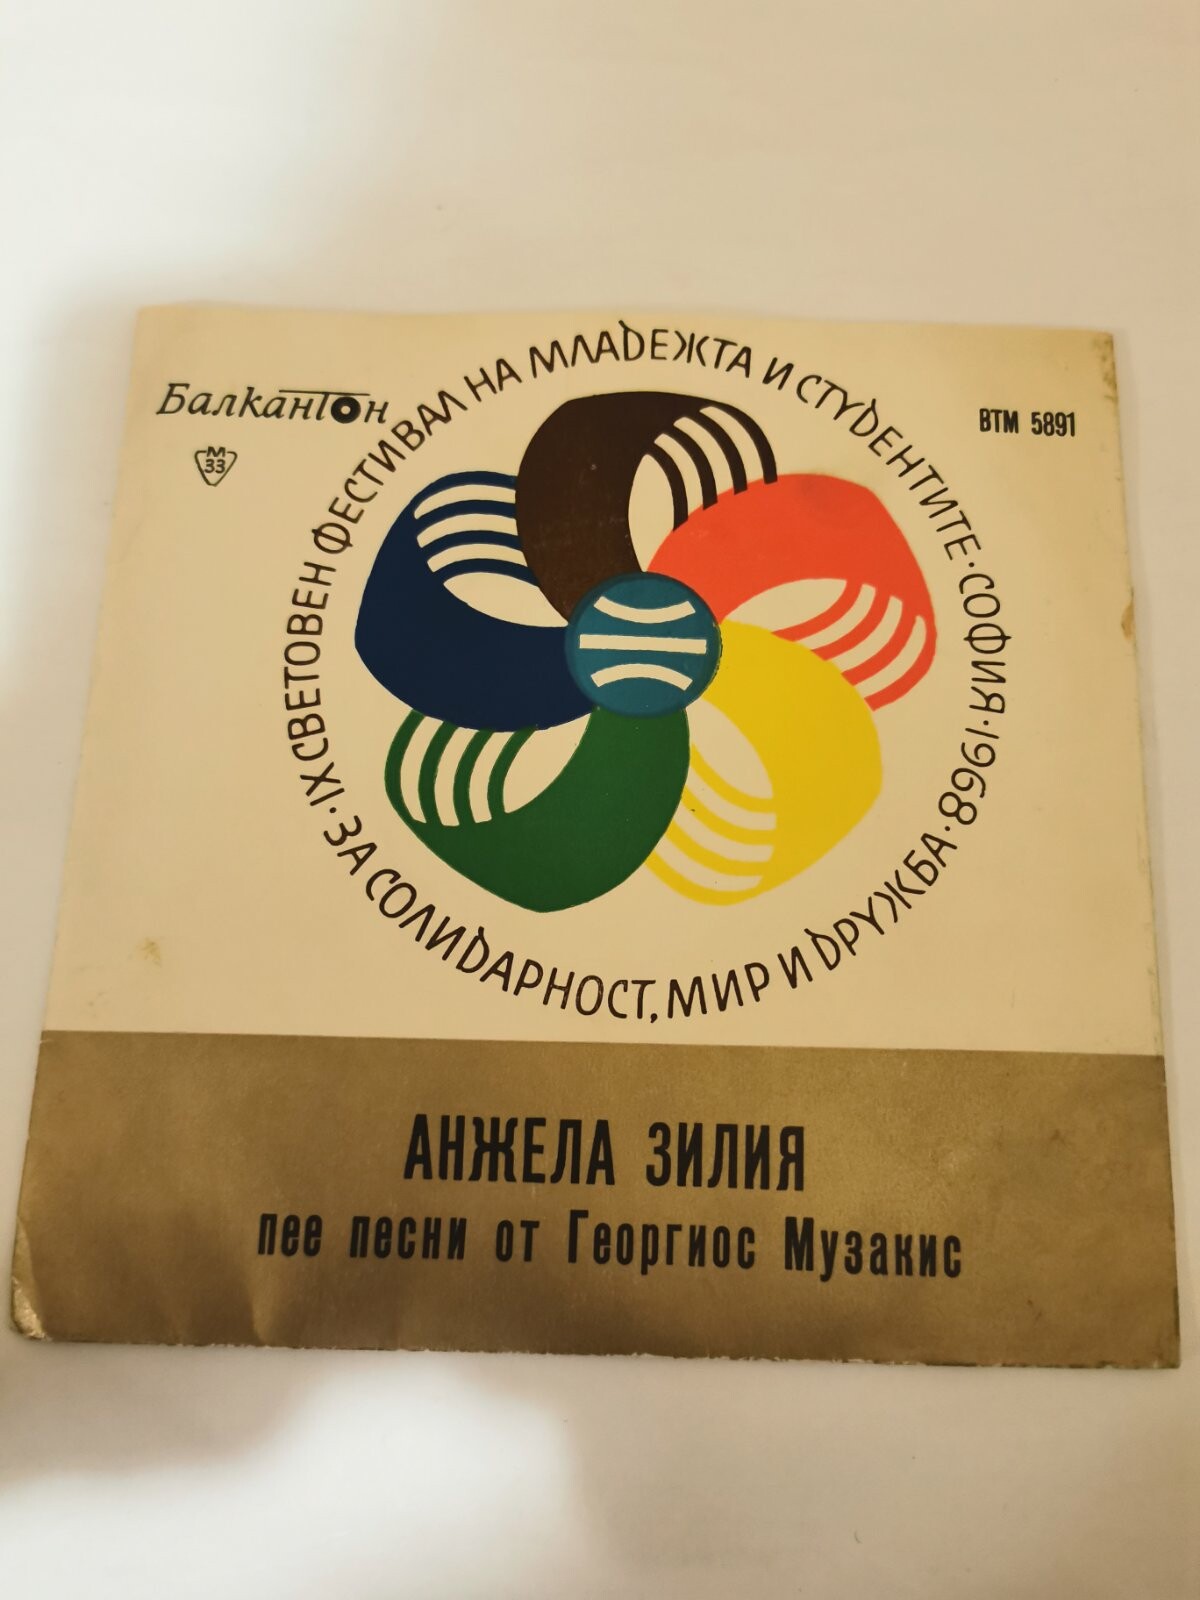 Балкантон
М
33
ВТМ 5891
IX СВЕТОВЕН ФЕСТИВАЛ НА МЛАДЕЖТА И СТУДЕНТИТЕ · СОФИЯ · 1968 ·
ЗА СОЛИДАРНОСТ, МИР И ДРУЖБА ·
АНЖЕЛА ЗИЛИЯ
пее песни от Георгиос Музакис